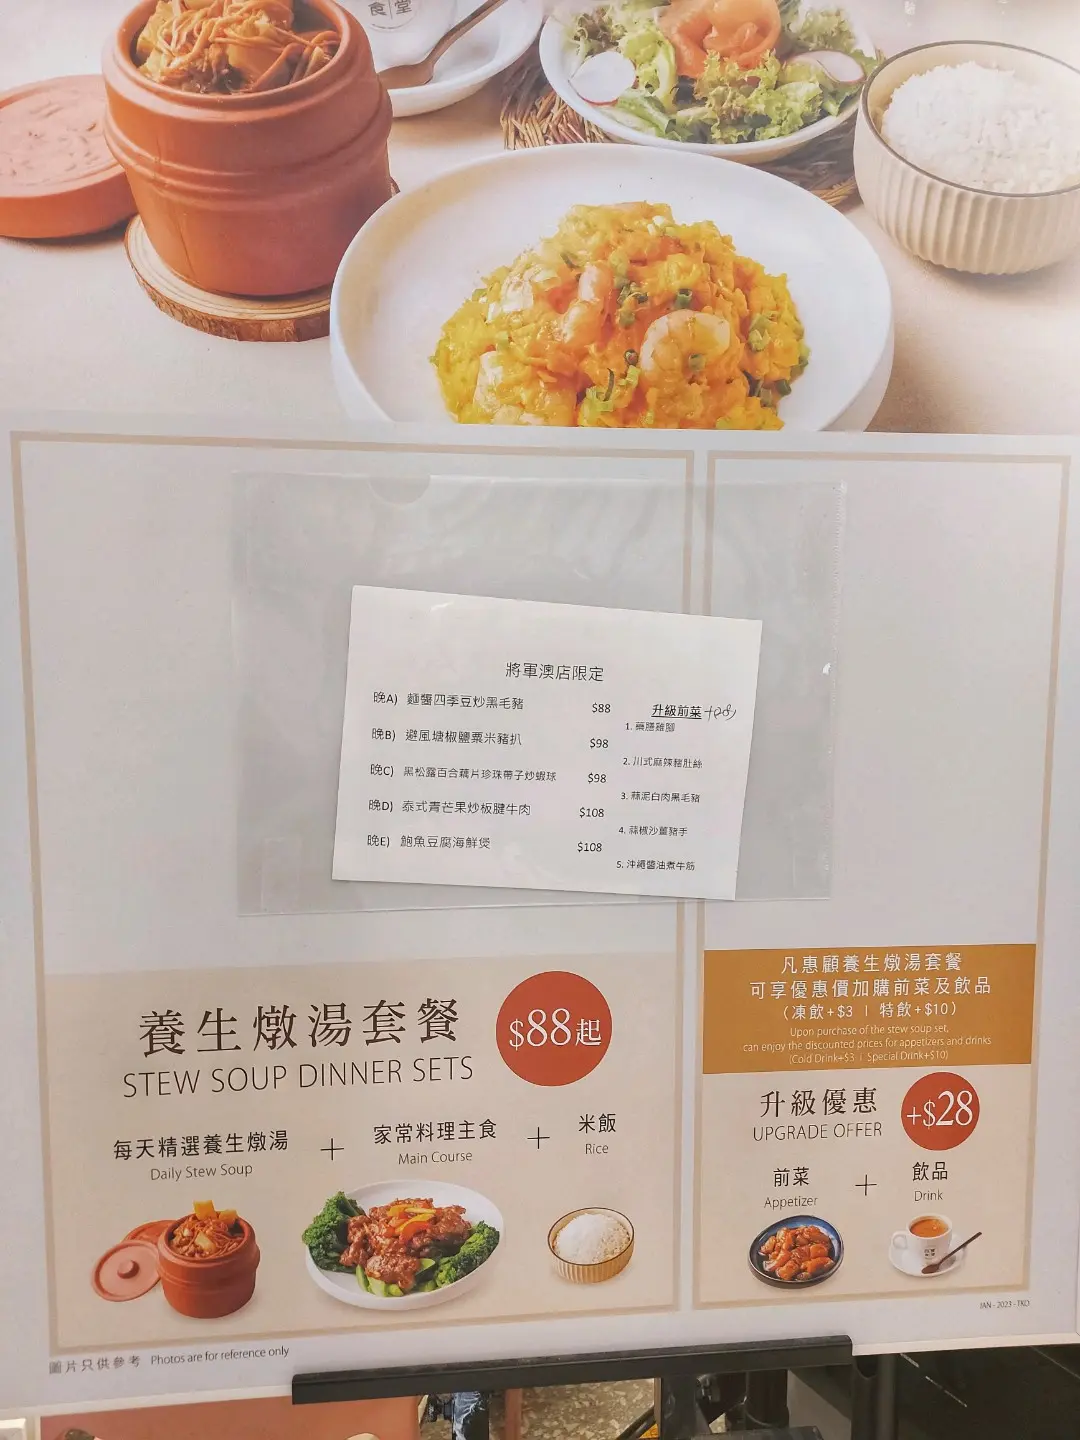 食堂
將軍澳店限定
晚A) 麵醬四季豆炒黑毛豬 $88
晚B) 避風塘椒鹽粟米豬扒 $98
晚C) 黑松露百合藕片珍珠帶子炒蝦球 $98
晚D) 泰式青芒果炒板腱牛肉 $108
晚E) 鮑魚豆腐海鮮煲 $108
升級前菜 +$28
1. 藥膳雞腳
2. 川式麻辣豬肚絲
3. 蒜泥白肉黑毛豬
4. 蒜椒沙薑豬手
5. 沖繩醬油煮牛筋
養生燉湯套餐
STEW SOUP DINNER SETS
$88起
每天精選養生燉湯 + 家常料理主食 + 米飯
Daily Stew Soup Main Course Rice
凡惠顧養生燉湯套餐
可享優惠價加購前菜及飲品
(凍飲+$3 | 特飲+$10)
Upon purchase of the stew soup set,
can enjoy the discounted prices for appetizers and drinks
(Cold Drink+$3 | Special Drink+$10)
升級優惠
UPGRADE OFFER
+$28
前菜 + 飲品
Appetizer Drink
JAN - 2023 - TKO
圖片只供參考 Photos are for reference only